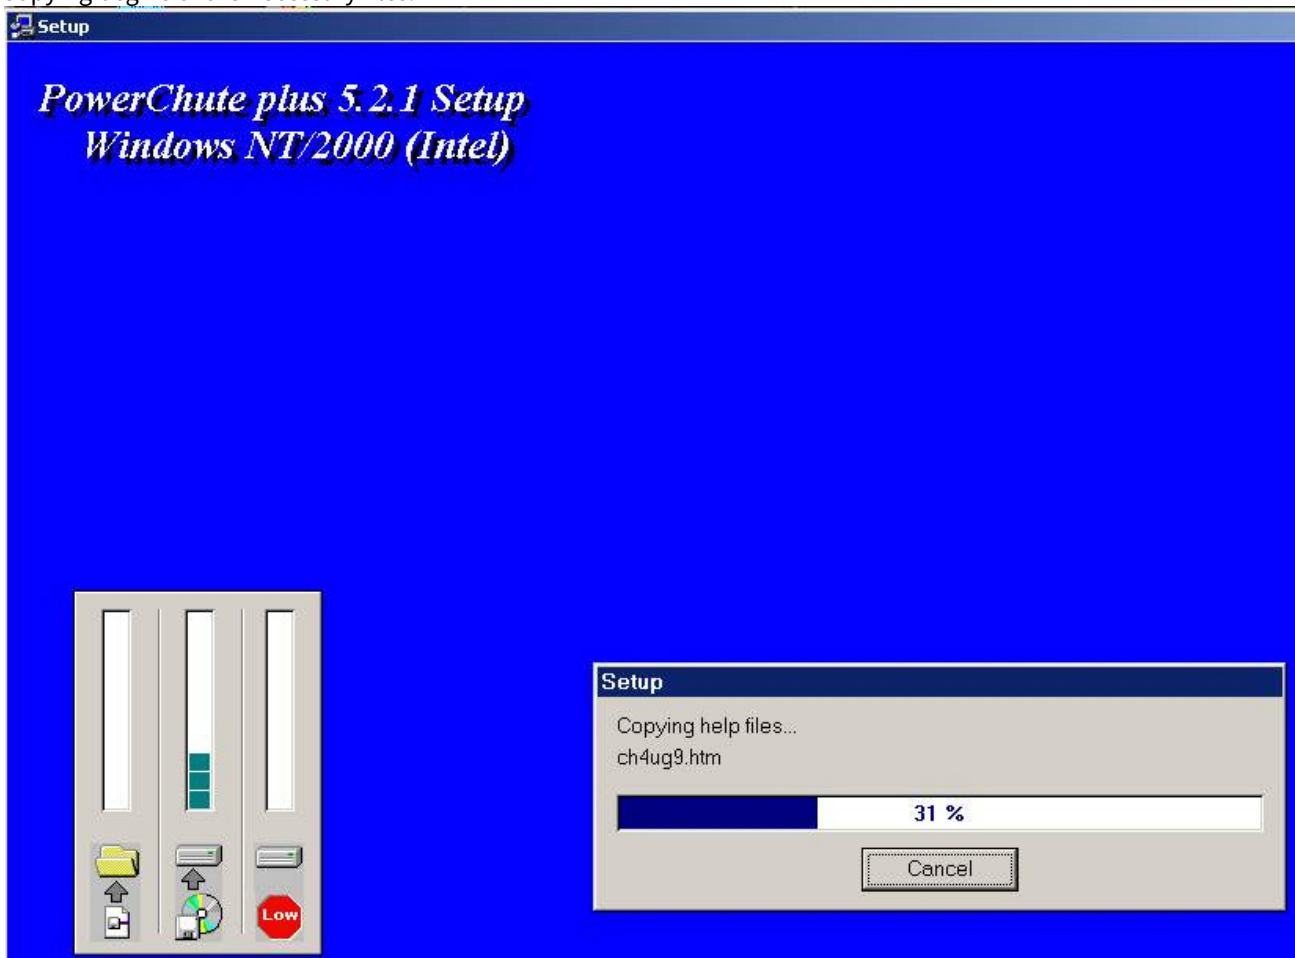 Setup
PowerChute plus 5.2.1 Setup
Windows NT/2000 (Intel)
Setup
Copying help files...
ch4ug9.htm
31 %
Cancel
Low